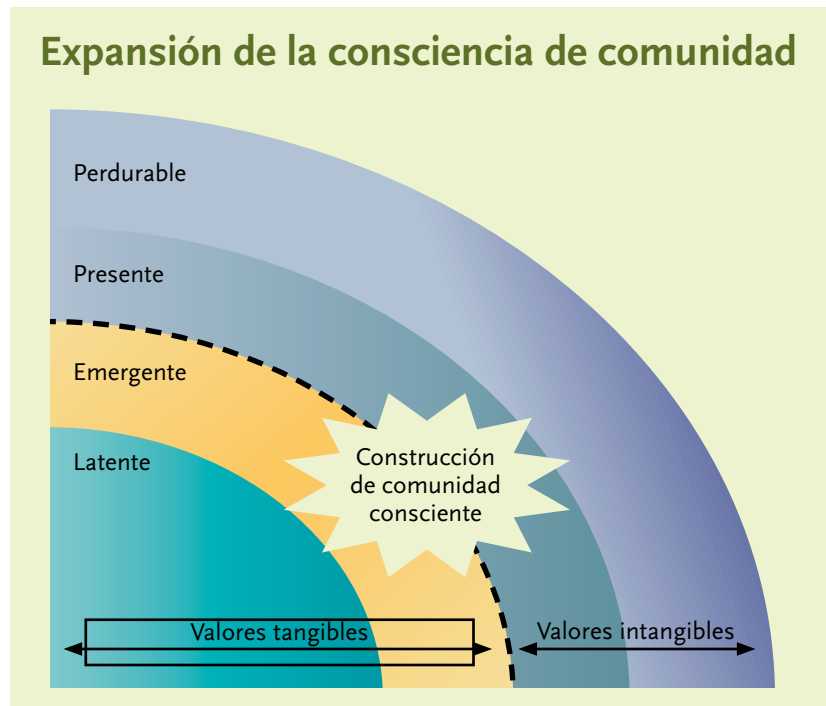 Expansión de la consciencia de comunidad
Perdurable
Presente
Emergente
Latente
Construcción
de comunidad
consciente
Valores tangibles
Valores intangibles